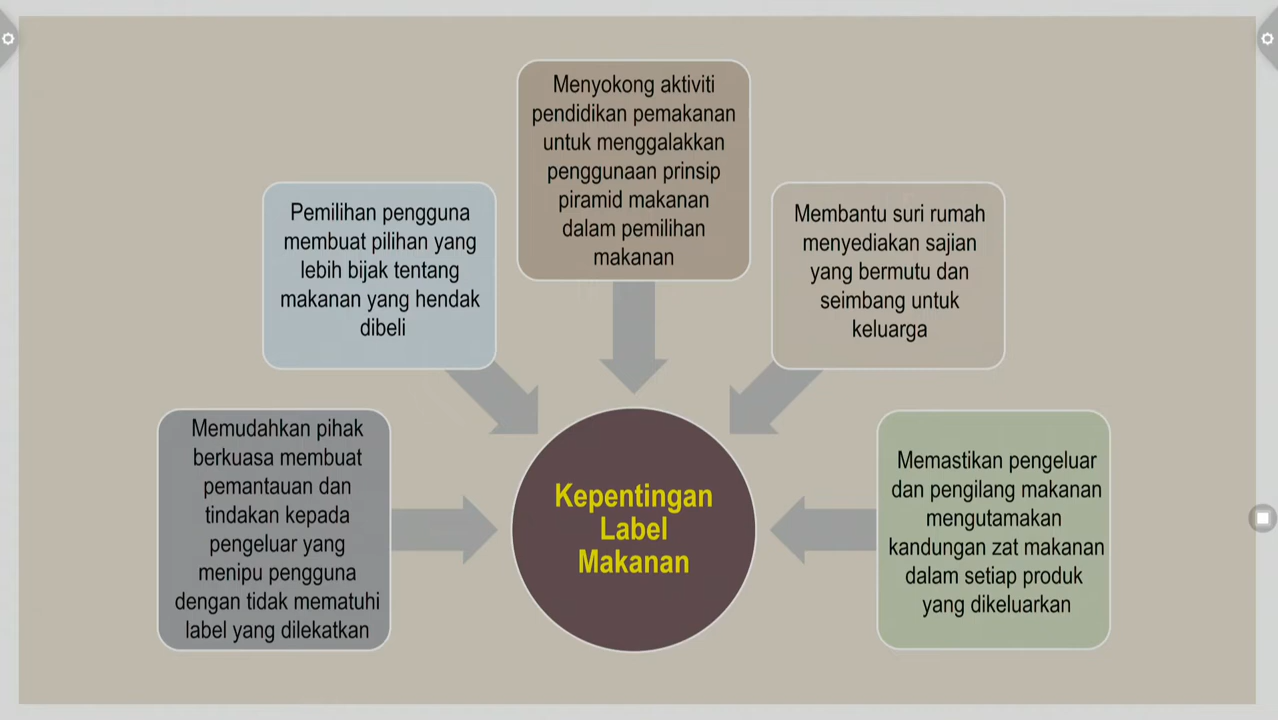 Menyokong aktiviti
pendidikan pemakanan
untuk menggalakkan
penggunaan prinsip
piramid makanan
dalam pemilihan
makanan
Pemilihan pengguna
membuat pilihan yang
lebih bijak tentang
makanan yang hendak
dibeli
Membantu suri rumah
menyediakan sajian
yang bermutu dan
seimbang untuk
keluarga
Memudahkan pihak
berkuasa membuat
pemantauan dan
tindakan kepada
pengeluar yang
menipu pengguna
dengan tidak mematuhi
label yang dilekatkan
Kepentingan
Label
Makanan
Memastikan pengeluar
dan pengilang makanan
mengutamakan
kandungan zat makanan
dalam setiap produk
yang dikeluarkan